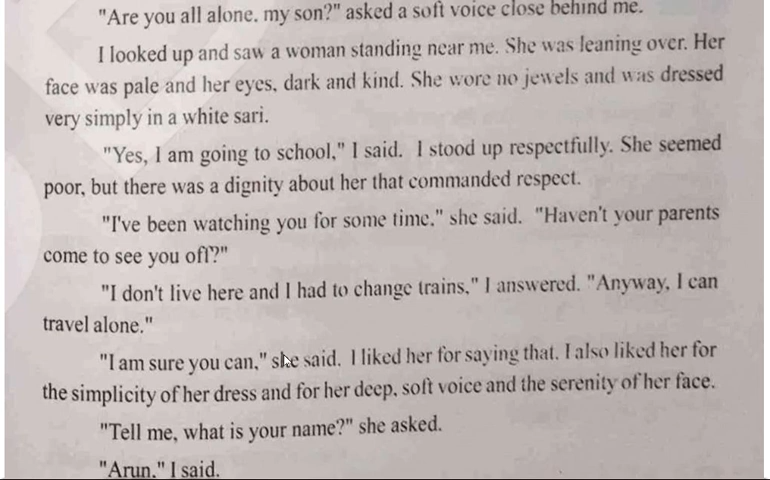 "Are you all alone, my son?" asked a soft voice close behind me.
I looked up and saw a woman standing near me. She was leaning over. Her
face was pale and her eyes, dark and kind. She wore no jewels and was dressed
very simply in a white sari.
"Yes, I am going to school," I said. I stood up respectfully. She seemed
poor, but there was a dignity about her that commanded respect.
"I've been watching you for some time," she said. "Haven't your parents
come to see you off?"
"I don't live here and I had to change trains," I answered. "Anyway, I can
travel alone."
"I am sure you can," she said. I liked her for saying that. I also liked her for
the simplicity of her dress and for her deep, soft voice and the serenity of her face.
"Tell me, what is your name?" she asked.
"Arun," I said.